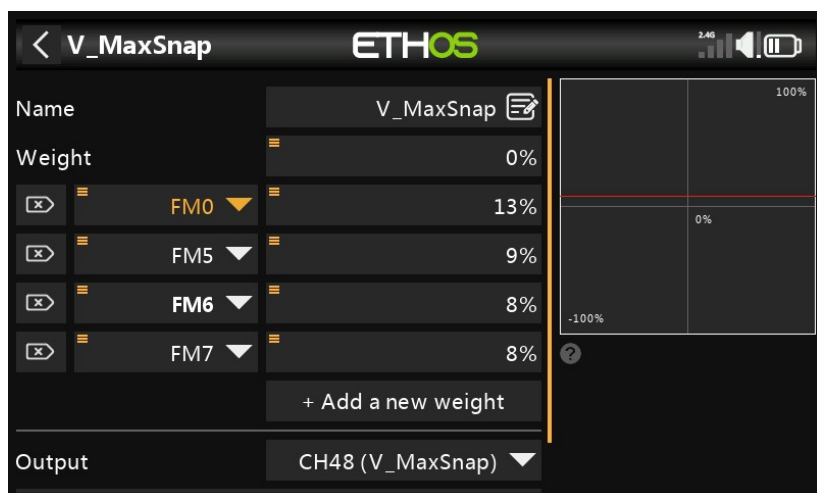 V_MaxSnap ETHOS 2.4G
Name V_MaxSnap
Weight 0%
FM0 13%
FM5 9%
FM6 8%
FM7 8%
+ Add a new weight
Output CH48 (V_MaxSnap)
100%
0%
-100%
?